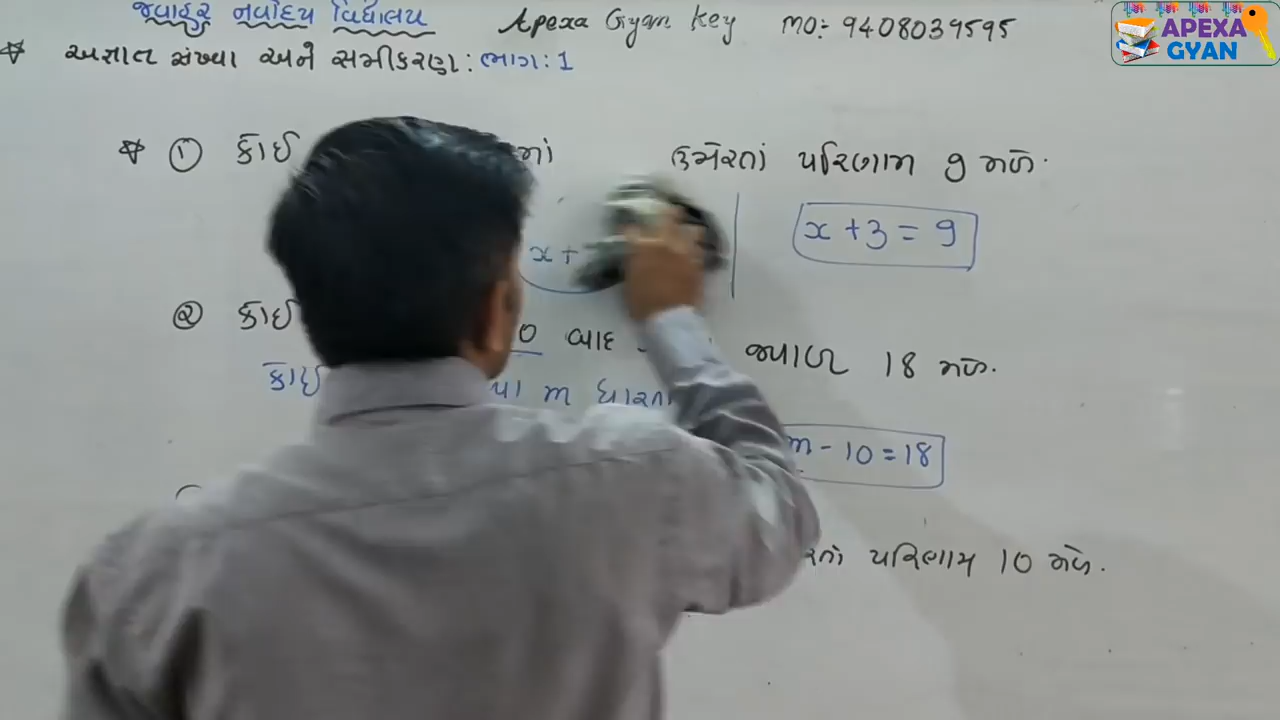 જવાહર નવોદય વિદ્યાલય Apexa Gyan Key MO: 9408039595
APEXA GYAN
અજ્ઞાત સંખ્યા અને સમીકરણ: ભાગ: 1
① કોઈ માં ઉમેરતાં પરિણામ 9 મળે.
x + x + 3 = 9
② કોઈ 0 બાદ જવાબ 18 મળે.
કોઈ m ધારતા
m - 10 = 18
પરિણામ 10 મળે.